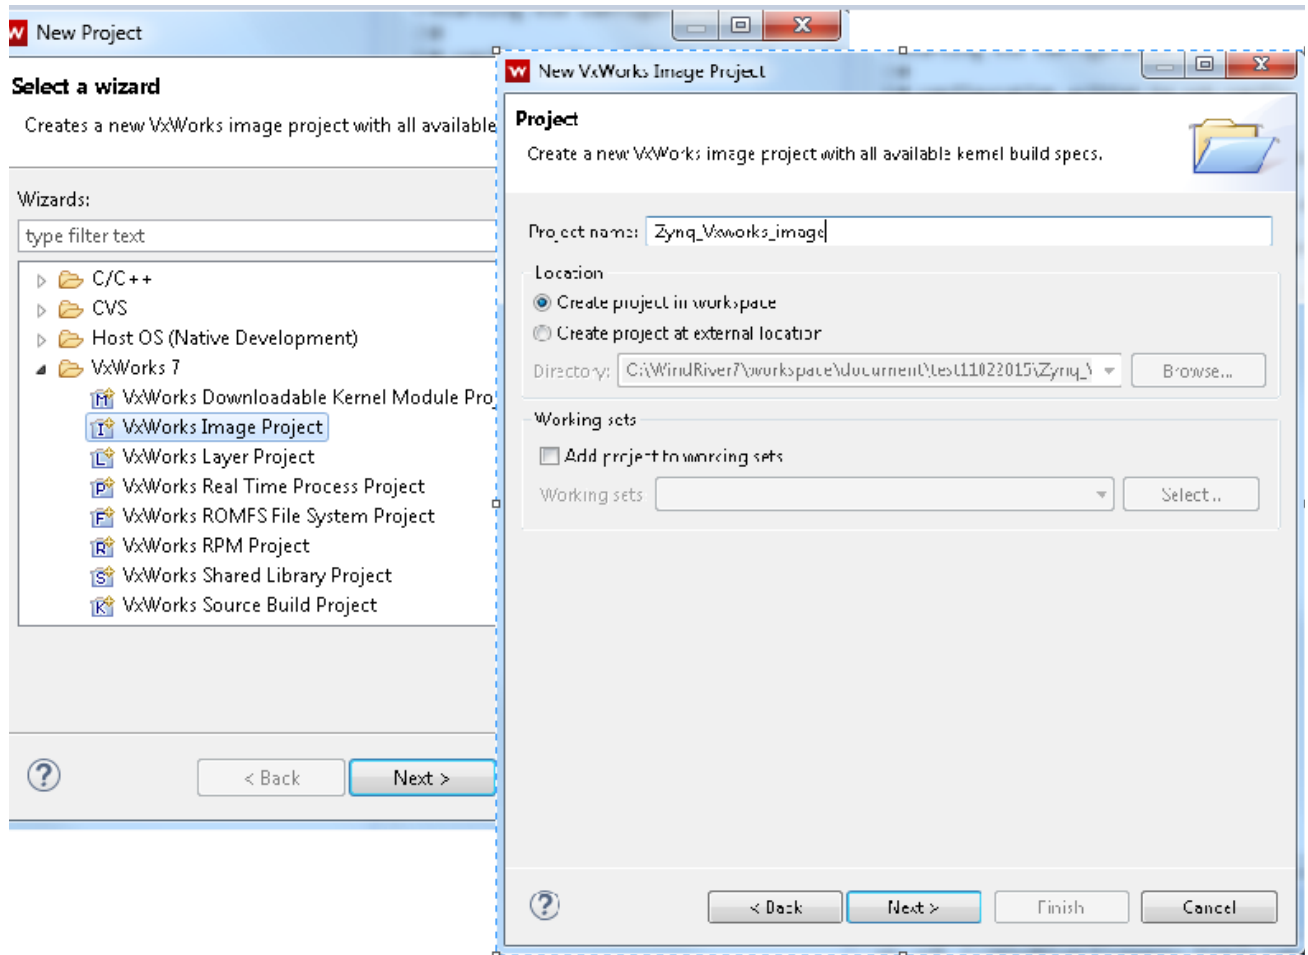 New Project
Select a wizard
Creates a new VxWorks image project with all available
Wizards:
type filter text
C/C++
CVS
Host OS (Native Development)
VxWorks 7
VxWorks Downloadable Kernel Module Pro
VxWorks Image Project
VxWorks Layer Project
VxWorks Real Time Process Project
VxWorks ROMFS File System Project
VxWorks RPM Project
VxWorks Shared Library Project
VxWorks Source Build Project
?
< Back
Next >
New VxWorks Image Project
Project
Create a new VxWorks image project with all available kernel build specs.
Project name: Zynq_Vxworks_image
Location
Create project in workspace
Create project at external location
Directory: C:\WindRiver7\workspace\document\test11022015\Zynq_V Browse...
Working sets
Add project to working sets
Working sets Select...
?
< Back Next > Finish Cancel